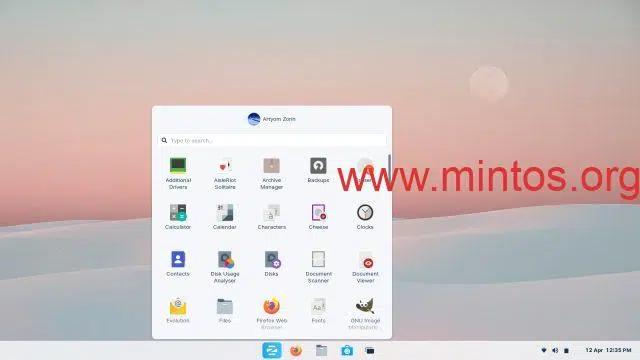 Artyom Zorin
Type to search...
Additional
Drivers
AisleRiot
Solitaire
Archive
Manager
Backups
www.mintos.org
Calculator
Calendar
Characters
Cheese
Clocks
Contacts
Disk Usage
Analyser
Disks
Document
Scanner
Document
Viewer
Evolution
Files
Firefox Web
Browser
Fonts
GNU Image
Manipulatio...
12 Apr 12:35 PM